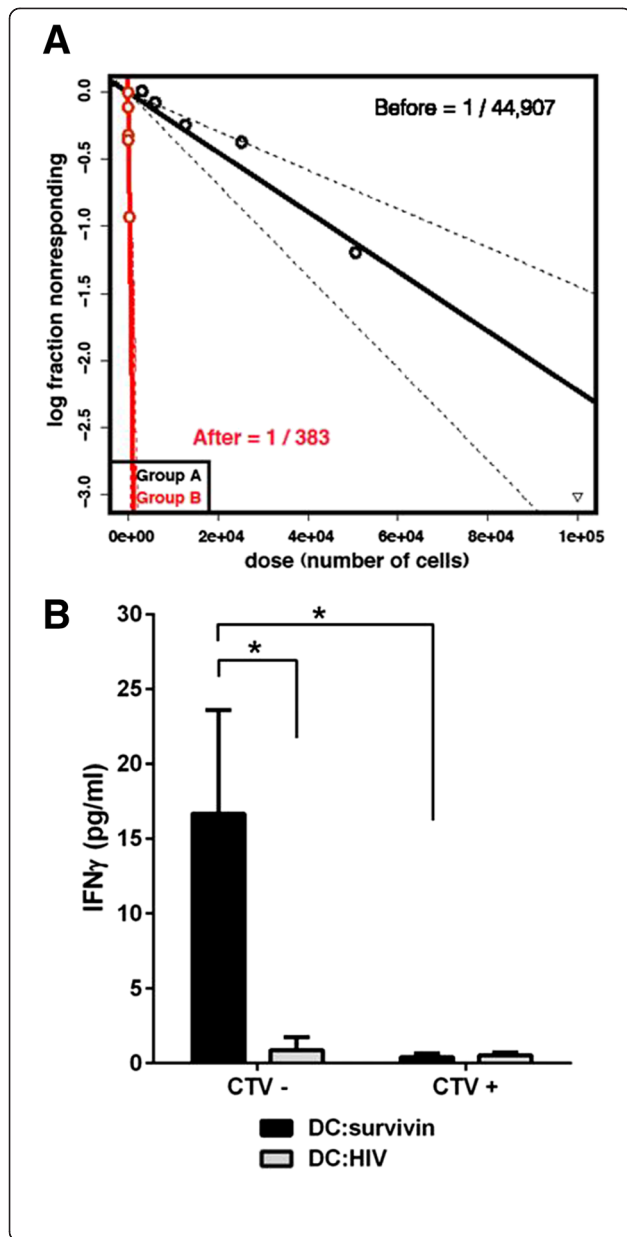 A
Before = 1 / 44,907
log fraction nonresponding
0.0
−0.5
−1.0
−1.5
−2.0
−2.5
−3.0
After = 1 / 383
Group A
Group B
0e+00 2e+04 4e+04 6e+04 8e+04 1e+05
dose (number of cells)
B
IFNγ (pg/ml)
30
25
20
15
10
5
0
*
*
CTV - CTV +
DC:survivin
DC:HIV